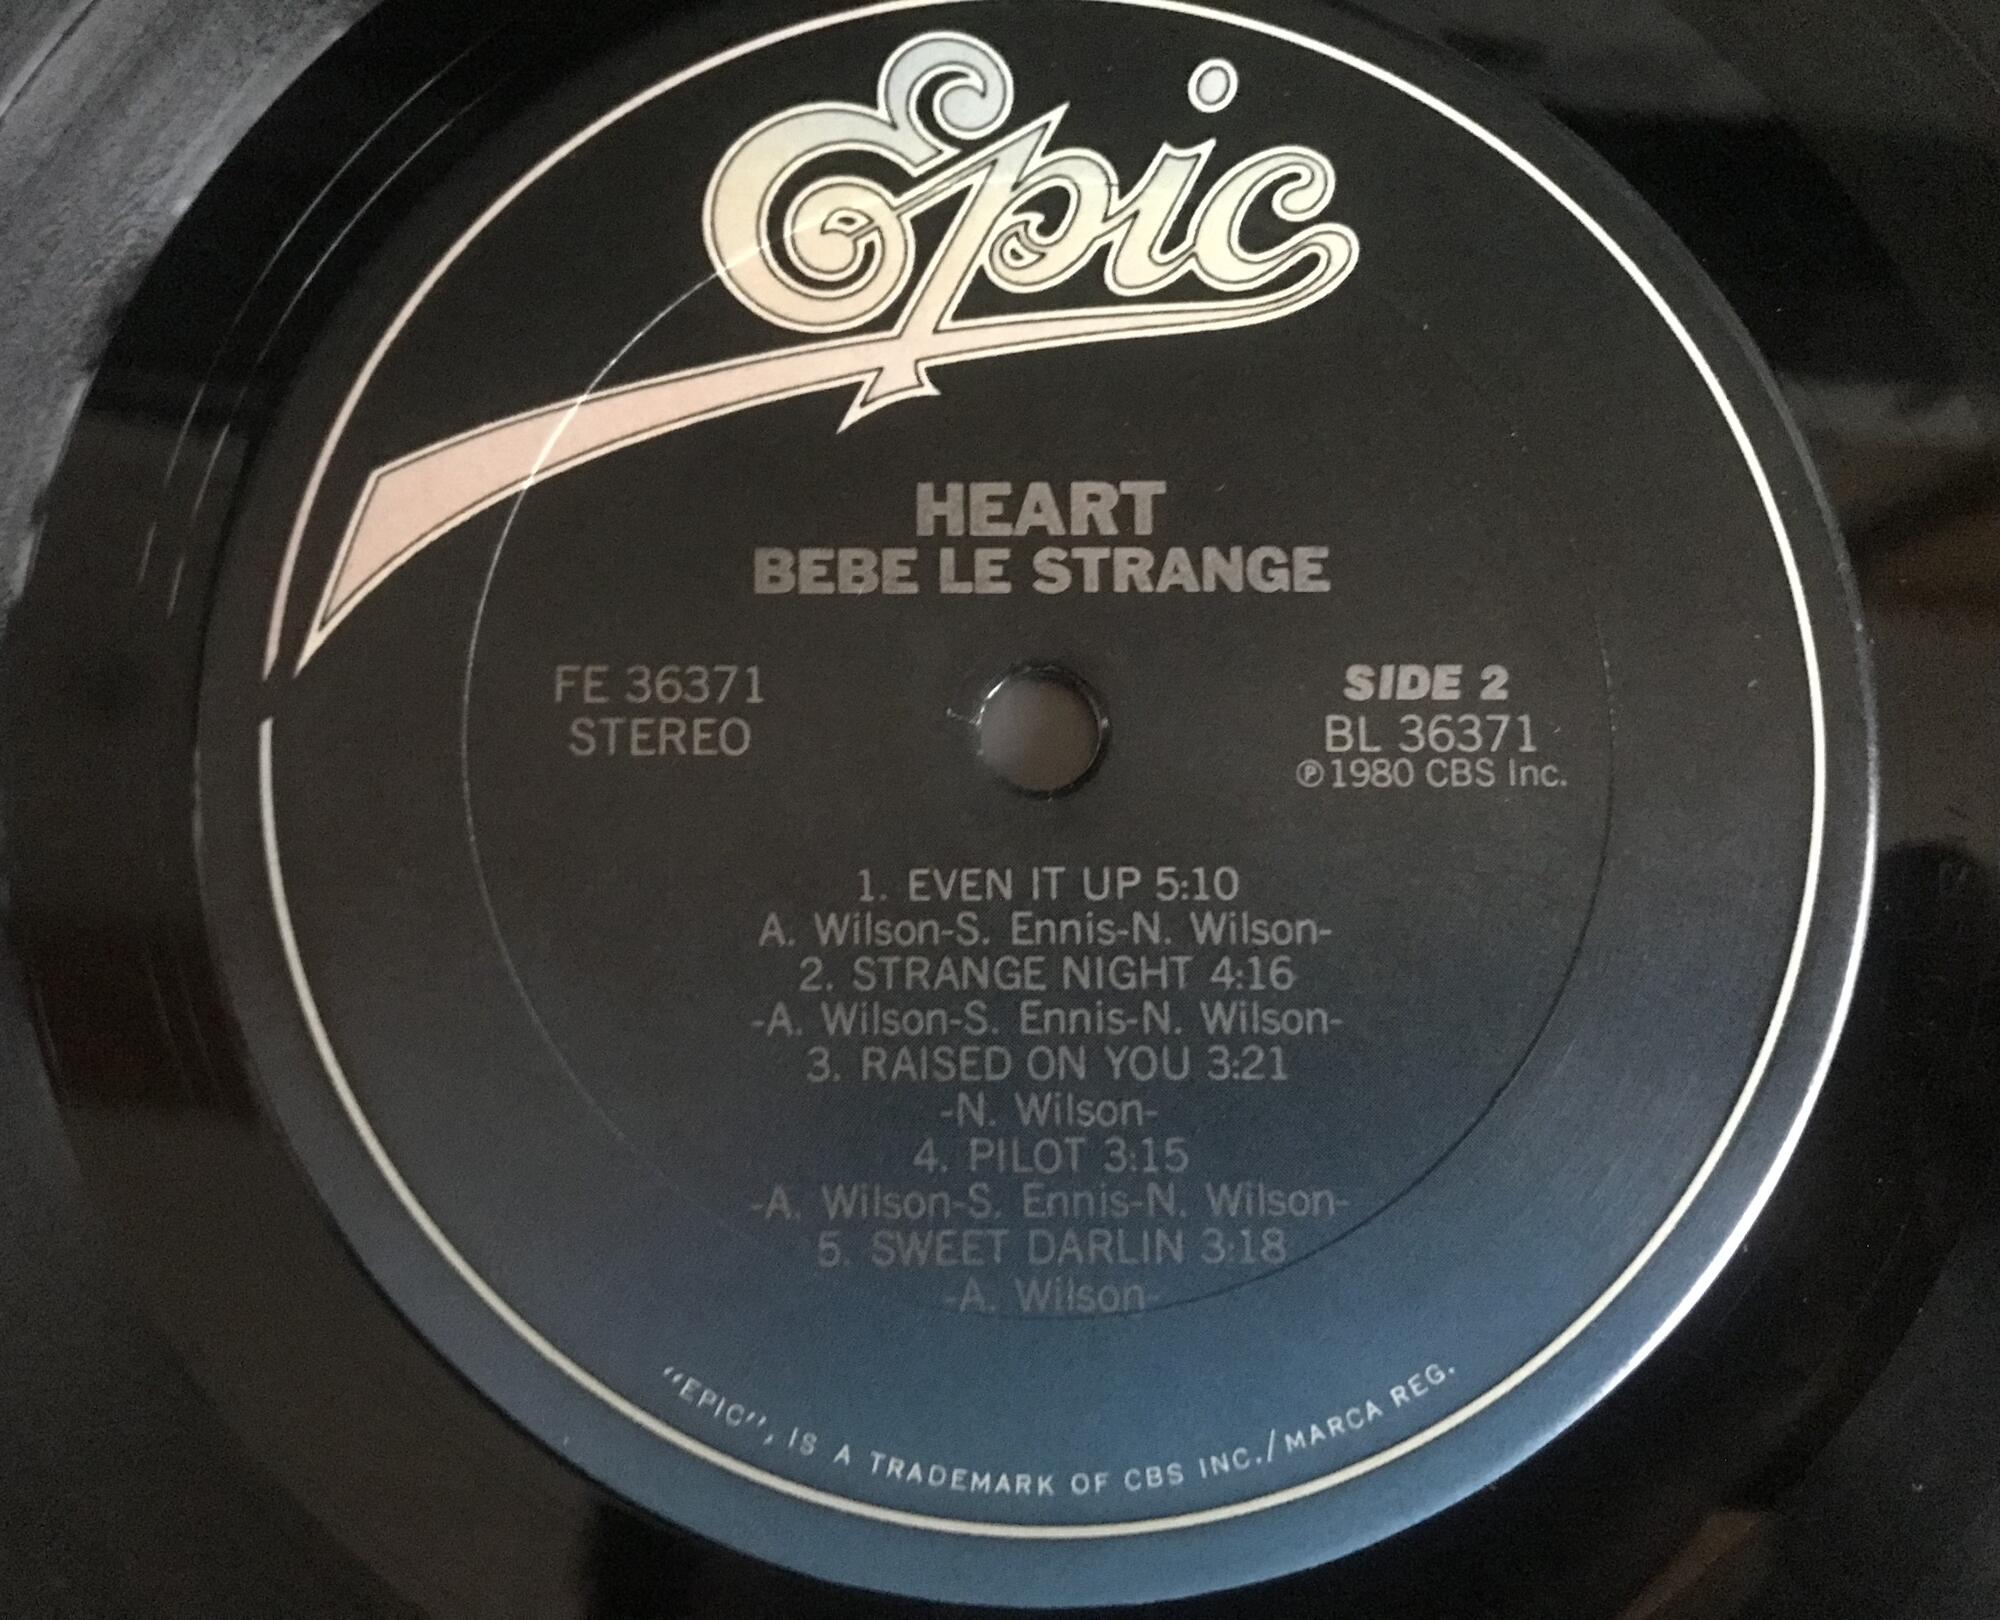 Epic
HEART
BEBE LE STRANGE
FE 36371
STEREO
SIDE 2
BL 36371
℗1980 CBS Inc.
1. EVEN IT UP 5:10
A. Wilson-S. Ennis-N. Wilson-
2. STRANGE NIGHT 4:16
-A. Wilson-S. Ennis-N. Wilson-
3. RAISED ON YOU 3:21
-N. Wilson-
4. PILOT 3:15
-A. Wilson-S. Ennis-N. Wilson-
5. SWEET DARLIN 3:18
-A. Wilson-
“EPIC”, IS A TRADEMARK OF CBS INC./MARCA REG.